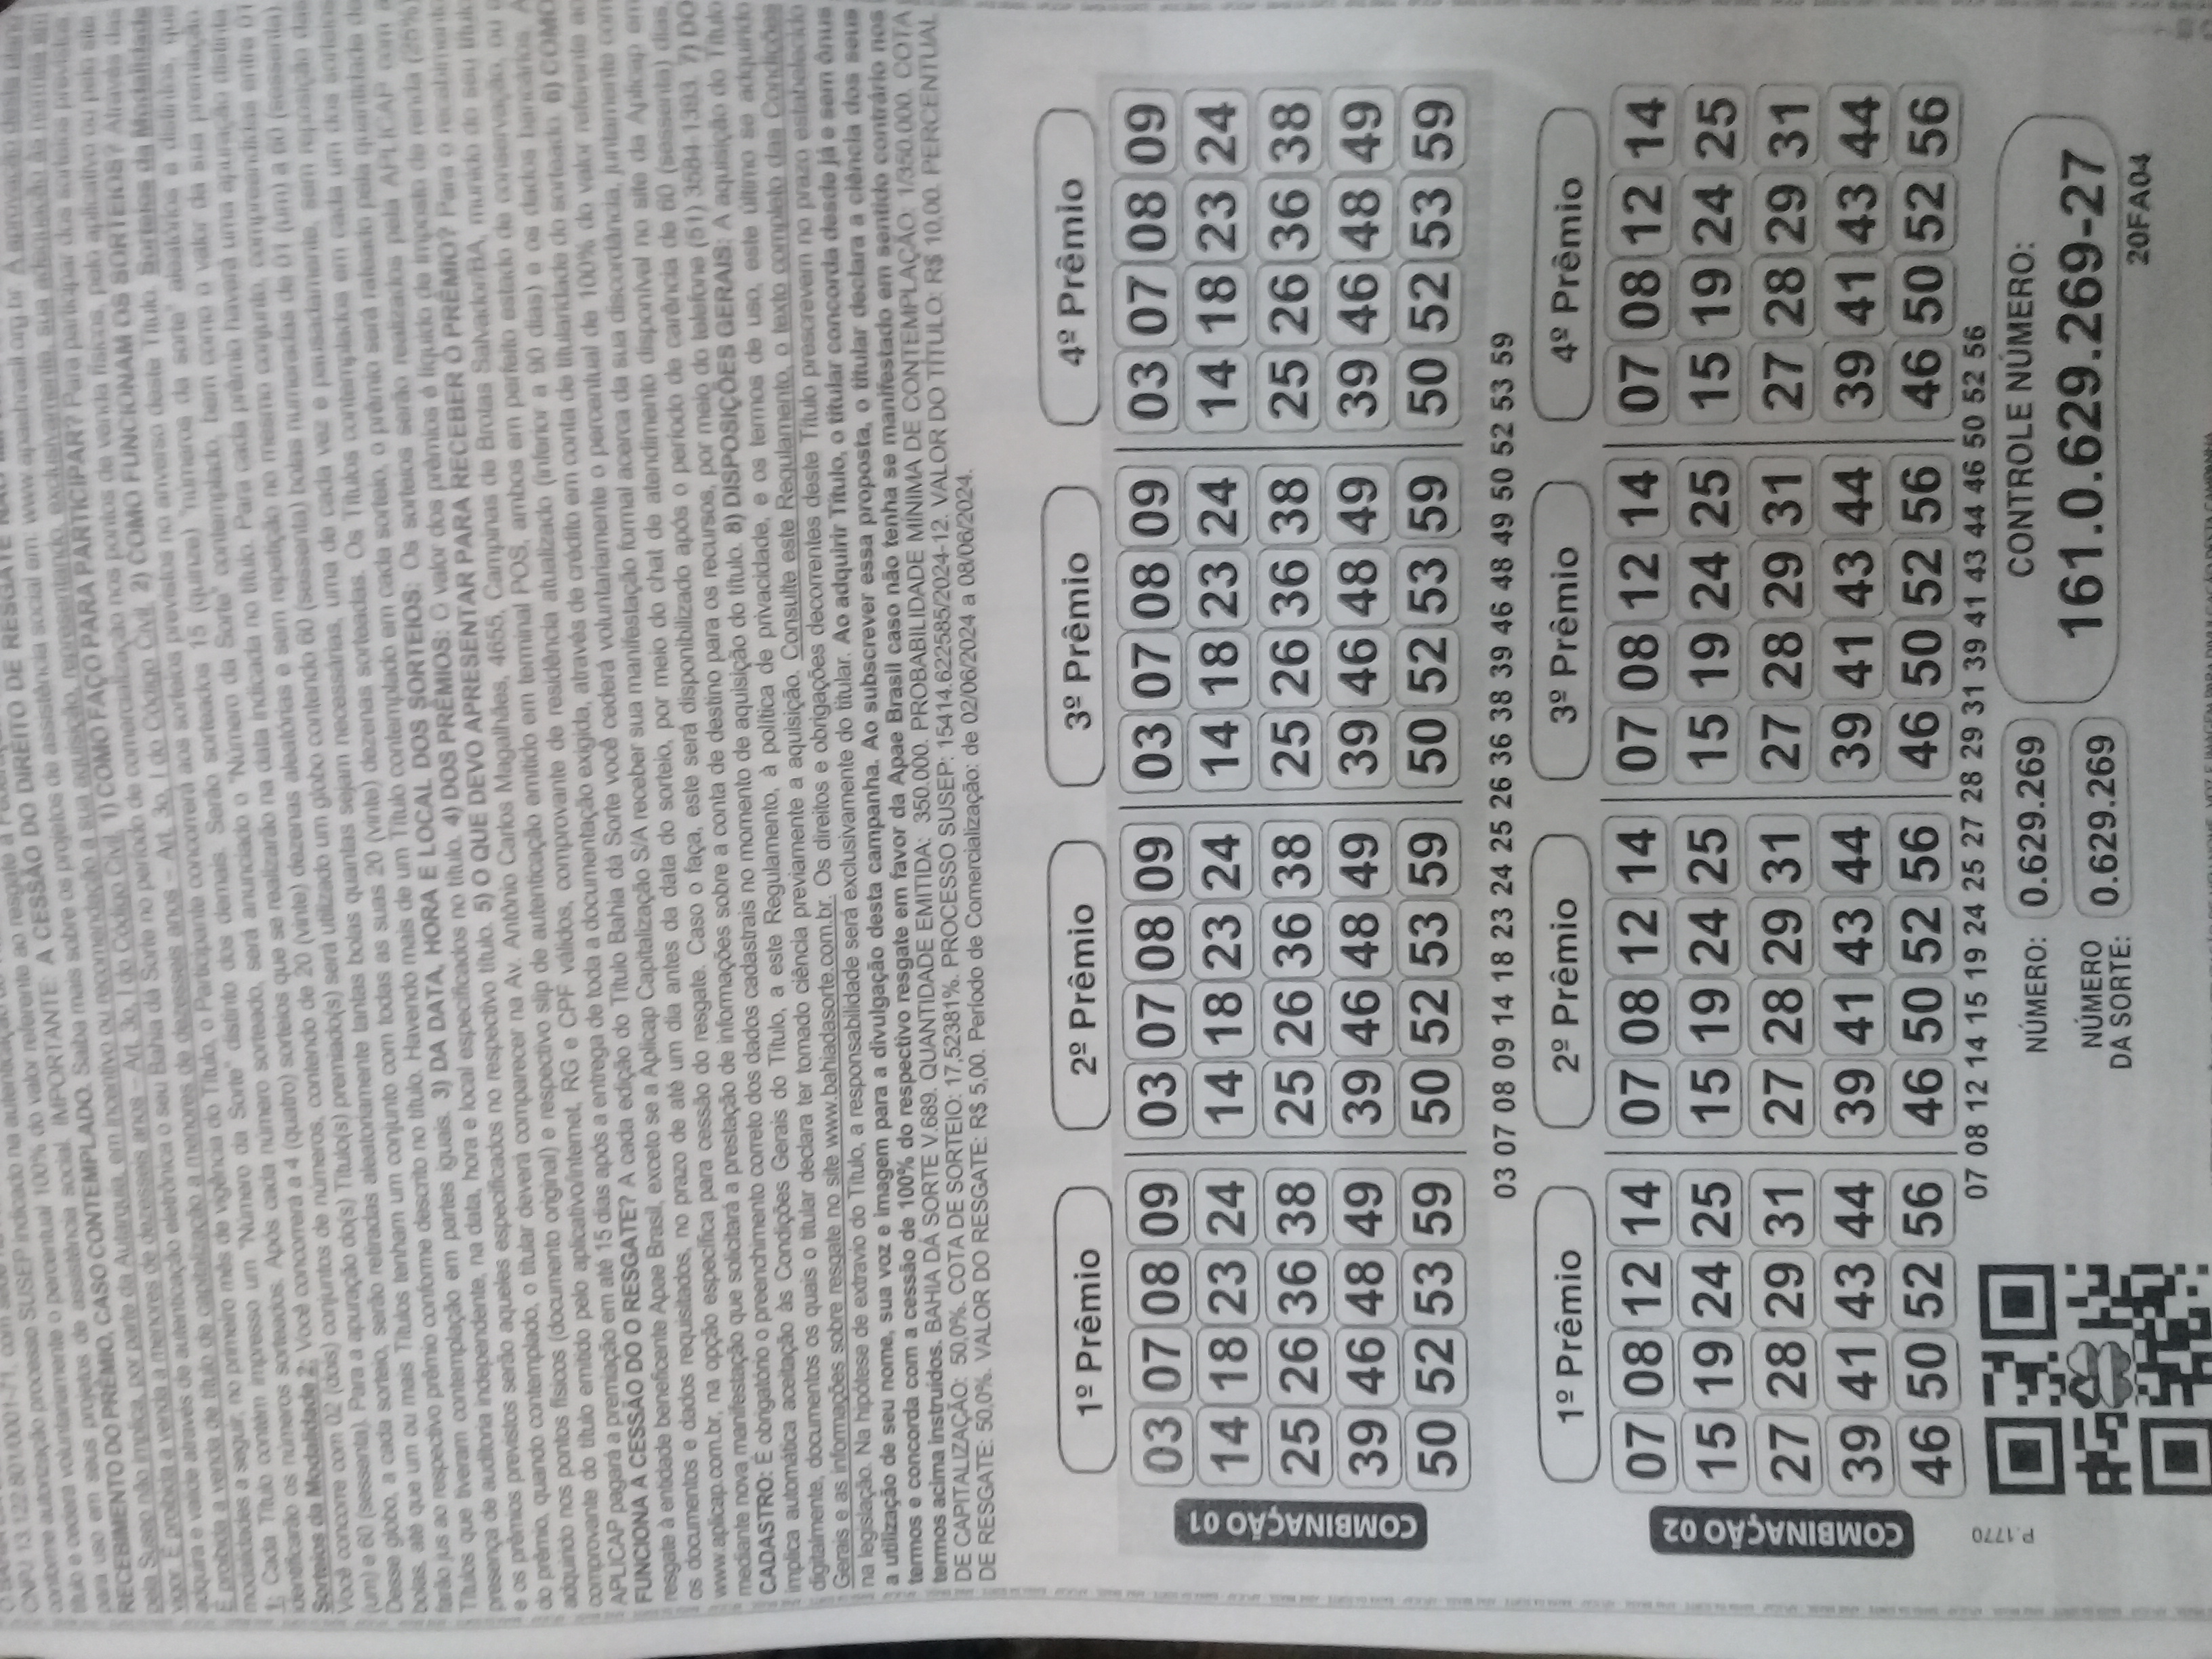 CNPJ 13.122.801/0001-71, com sede
conforme autorização processo SUSEP indicado na autenticação do
título e cederá voluntariamente o percentual 100% do valor referente ao resgate à
para uso em seus projetos de assistência social. IMPORTANTE: A CESSÃO DO DIREITO DE RESGATE NÃO
RECEBIMENTO DO PRÊMIO, CASO CONTEMPLADO. Saiba mais sobre os projetos de assistência social em: www.apaebrasil.org.br. A aprovação deste plano
pela Susep não implica, por parte da Autarquia, em incentivo ou recomendação a sua aquisição, representando, exclusivamente, sua adequação às normas em
vigor. É proibida a venda a menores de dezesseis anos – Art. 3o, I do Código Civil. 1) COMO FAÇO PARA PARTICIPAR? Para participar dos sorteios previstos,
adquira e valide através de autenticação eletrônica o seu Bahia dá Sorte no período de comercialização nos pontos de venda físicos, pelo aplicativo ou pelo site.
É proibida a venda de título de capitalização a menores de dezesseis anos – Art. 3o, I do Código Civil. 2) COMO FUNCIONAM OS SORTEIOS? Através das
modalidades a seguir, no primeiro mês de vigência do Título, o Participante concorrerá aos sorteios previstos no anverso deste Título. Sorteios da Modalidade
1: Cada Título contém impresso um "Número da Sorte" distinto dos demais. Serão sorteados 15 (quinze) "números da sorte" aleatórios e distintos, que
identificarão os números sorteados. Após cada número sorteado, será anunciado o "Número da Sorte" contemplado, bem como o valor da sua premiação.
Sorteios da Modalidade 2: Você concorrerá a 4 (quatro) sorteios que se realizarão na data indicada no título. Para cada prêmio haverá uma apuração distinta.
Você concorre com 02 (dois) conjuntos de números, contendo de 20 (vinte) dezenas aleatórias e sem repetição no mesmo conjunto, compreendidas entre 01
(um) e 60 (sessenta). Para a apuração do(s) Título(s) premiado(s) será utilizado um globo contendo 60 (sessenta) bolas numeradas de 01 (um) a 60 (sessenta).
Desse globo, a cada sorteio, serão retiradas aleatoriamente tantas bolas quantas sejam necessárias, uma de cada vez e pausadamente, sem reposição das
bolas, até que um ou mais Títulos tenham um conjunto com todas as suas 20 (vinte) dezenas sorteadas. Os Títulos contemplados em cada um dos sorteios
farão jus ao respectivo prêmio conforme descrito no título. Havendo mais de um Título contemplado em cada sorteio, o prêmio será rateado pela quantidade de
Títulos que tiveram contemplação em partes iguais. 3) DA DATA, HORA E LOCAL DOS SORTEIOS: Os sorteios serão realizados pela APLICAP com a
presença de auditoria independente, na data, hora e local especificados no título. 4) DOS PRÊMIOS: O valor dos prêmios é líquido de imposto de renda (25%)
e os prêmios previstos serão aqueles especificados no respectivo título. 5) O QUE DEVO APRESENTAR PARA RECEBER O PRÊMIO? Para o recebimento
do prêmio, quando contemplado, o titular deverá comparecer na Av. Antônio Carlos Magalhães, 4655, Campinas de Brotas Salvador/BA, munido do seu título
adquirido nos pontos físicos (documento original) e respectivo slip de autenticação emitido em terminal POS, ambos em perfeito estado de conservação, ou o
comprovante do título emitido pelo aplicativo/internet, RG e CPF válidos, comprovante de residência atualizado (inferior a 90 dias) e os dados bancários. A
APLICAP pagará a premiação em até 15 dias após a entrega de toda a documentação exigida, através de crédito em conta de titularidade do sorteado. 6) COMO
FUNCIONA A CESSÃO DO O RESGATE? A cada edição do Título Bahia dá Sorte você cederá voluntariamente o percentual de 100% do valor referente ao
resgate à entidade beneficente Apae Brasil, exceto se a Aplicap Capitalização S/A receber sua manifestação formal acerca da sua discordância, juntamente com
os documentos e dados requisitados, no prazo de até um dia antes da data do sorteio, por meio do chat de atendimento disponível no site da Aplicap em
www.aplicap.com.br, na opção específica para cessão do resgate. Caso o faça, este será disponibilizado após o período de carência de 60 (sessenta) dias,
mediante nova manifestação que solicitará a prestação de informações sobre a conta de destino para os recursos, por meio do telefone (51) 3584-1393. 7) DO
CADASTRO: É obrigatório o preenchimento correto dos dados cadastrais no momento de aquisição do título. 8) DISPOSIÇÕES GERAIS: A aquisição do Título
implica automática aceitação às Condições Gerais do Título, a este Regulamento, à política de privacidade, e os termos de uso, este último se adquirido
digitalmente, documentos os quais o titular declara ter tomado ciência previamente a aquisição. Consulte este Regulamento, o texto completo das Condições
Gerais e as informações sobre resgate no site www.bahiadasorte.com.br. Os direitos e obrigações decorrentes deste Título prescrevem no prazo estabelecido
na legislação. Na hipótese de extravio do Título, a responsabilidade será exclusivamente do titular. Ao adquirir Título, o titular concorda desde já e sem ônus
a utilização de seu nome, sua voz e imagem para a divulgação desta campanha. Ao subscrever essa proposta, o titular declara a ciência dos seus
termos e concorda com a cessão de 100% do respectivo resgate em favor da Apae Brasil caso não tenha se manifestado em sentido contrário nos
termos acima instruídos. BAHIA DÁ SORTE V.689. QUANTIDADE EMITIDA: 350.000. PROBABILIDADE MÍNIMA DE CONTEMPLAÇÃO: 1/350.000. COTA
DE CAPITALIZAÇÃO: 50,0%. COTA DE SORTEIO: 17,52381%. PROCESSO SUSEP: 15414.622585/2024-12. VALOR DO TÍTULO: R$ 10,00. PERCENTUAL
DE RESGATE: 50,0%. VALOR DO RESGATE: R$ 5,00. Período de Comercialização: de 02/06/2024 a 08/06/2024.
COMBINAÇÃO 01
1º Prêmio 2º Prêmio 3º Prêmio 4º Prêmio
03 07 08 09 03 07 08 09 03 07 08 09 03 07 08 09
14 18 23 24 14 18 23 24 14 18 23 24 14 18 23 24
25 26 36 38 25 26 36 38 25 26 36 38 25 26 36 38
39 46 48 49 39 46 48 49 39 46 48 49 39 46 48 49
50 52 53 59 50 52 53 59 50 52 53 59 50 52 53 59
03 07 08 09 14 18 23 24 25 26 36 38 39 46 48 49 50 52 53 59
COMBINAÇÃO 02
1º Prêmio 2º Prêmio 3º Prêmio 4º Prêmio
07 08 12 14 07 08 12 14 07 08 12 14 07 08 12 14
15 19 24 25 15 19 24 25 15 19 24 25 15 19 24 25
27 28 29 31 27 28 29 31 27 28 29 31 27 28 29 31
39 41 43 44 39 41 43 44 39 41 43 44 39 41 43 44
46 50 52 56 46 50 52 56 46 50 52 56 46 50 52 56
07 08 12 14 15 19 24 25 27 28 29 31 39 41 43 44 46 50 52 56
P.1770
NÚMERO: 0.629.269
NÚMERO
DA SORTE: 0.629.269
CONTROLE NÚMERO:
161.0.629.269-27
20FA04